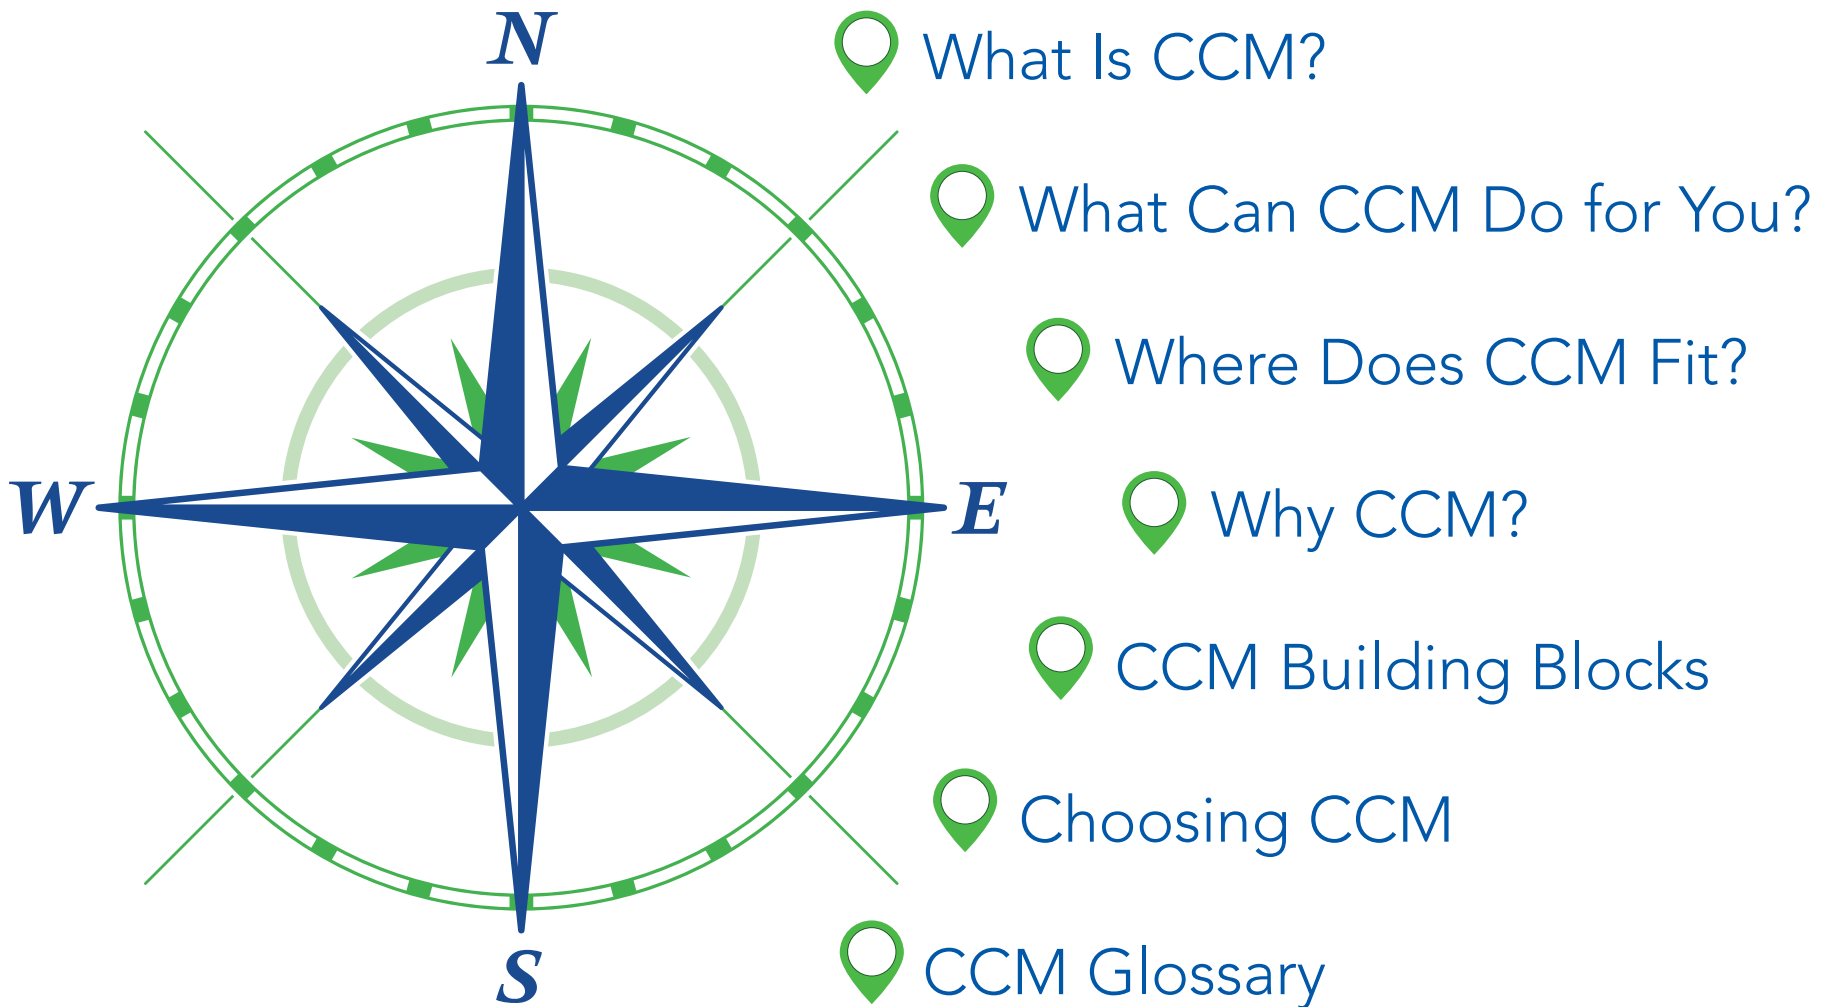 N
What Is CCM?
What Can CCM Do for You?
Where Does CCM Fit?
W
E
Why CCM?
CCM Building Blocks
Choosing CCM
CCM Glossary
S